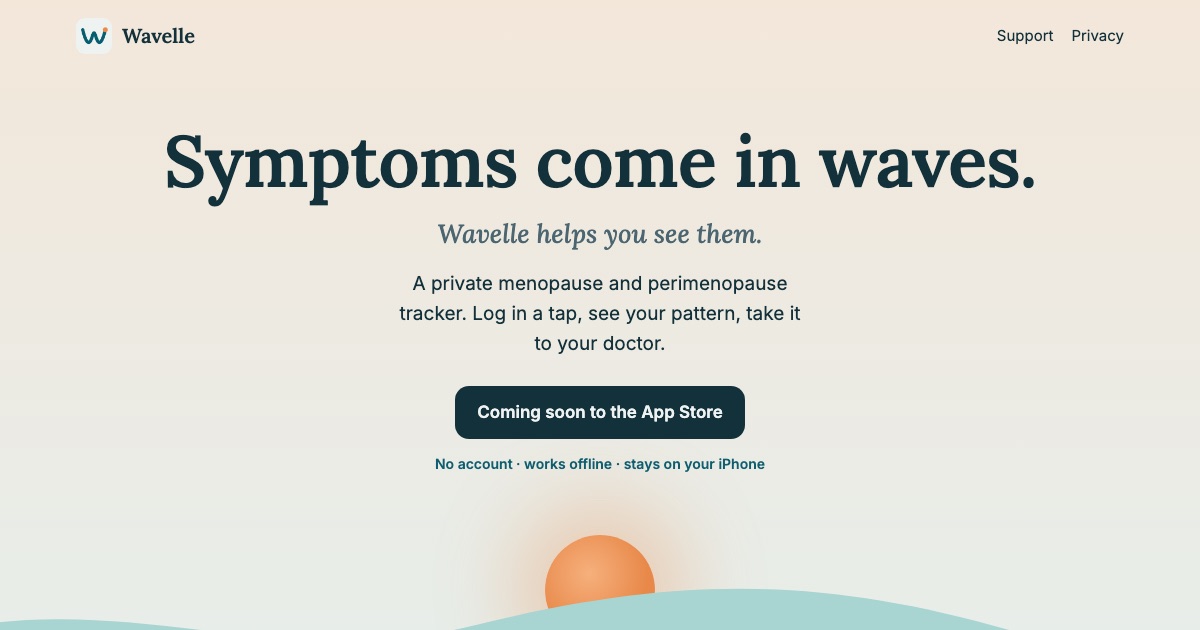 Wavelle
Support
Privacy
Symptoms come in waves.
Wavelle helps you see them.
A private menopause and perimenopause
tracker. Log in a tap, see your pattern, take it
to your doctor.
Coming soon to the App Store
No account · works offline · stays on your iPhone